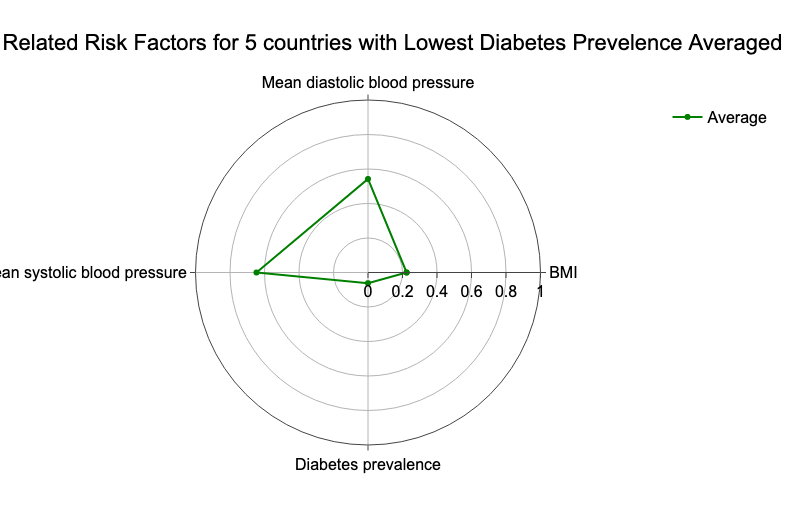 Related Risk Factors for 5 countries with Lowest Diabetes Prevelence Averaged
Mean diastolic blood pressure
Average
systolic blood pressure
BMI
0 0.2 0.4 0.6 0.8 1
Diabetes prevalence